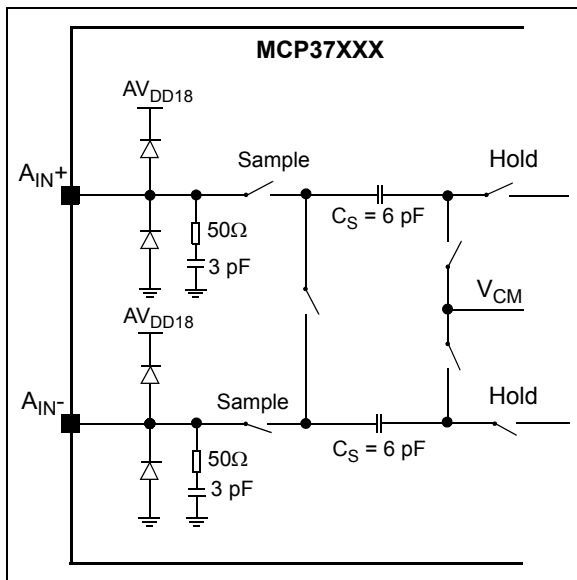 MCP37XXX
AVDD18
AIN+
Sample
Hold
CS = 6 pF
50Ω
3 pF
VCM
AVDD18
AIN-
Sample
Hold
CS = 6 pF
50Ω
3 pF